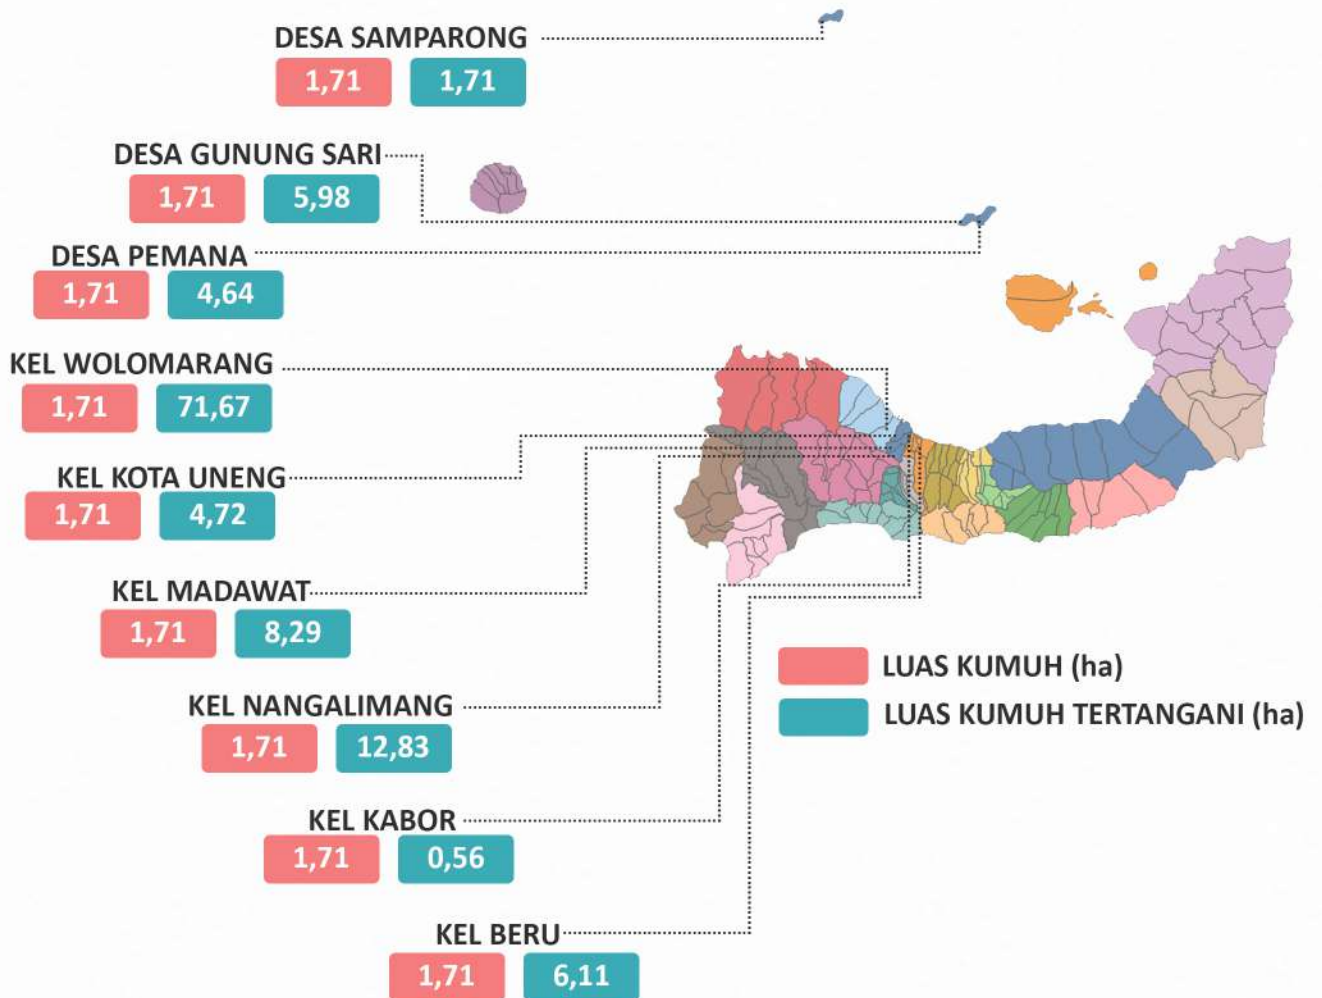 DESA SAMPARONG
1,71 1,71
DESA GUNUNG SARI
1,71 5,98
DESA PEMANA
1,71 4,64
KEL WOLOMARANG
1,71 71,67
KEL KOTA UNENG
1,71 4,72
KEL MADAWAT
1,71 8,29
KEL NANGALIMANG
1,71 12,83
KEL KABOR
1,71 0,56
KEL BERU
1,71 6,11
LUAS KUMUH (ha)
LUAS KUMUH TERTANGANI (ha)